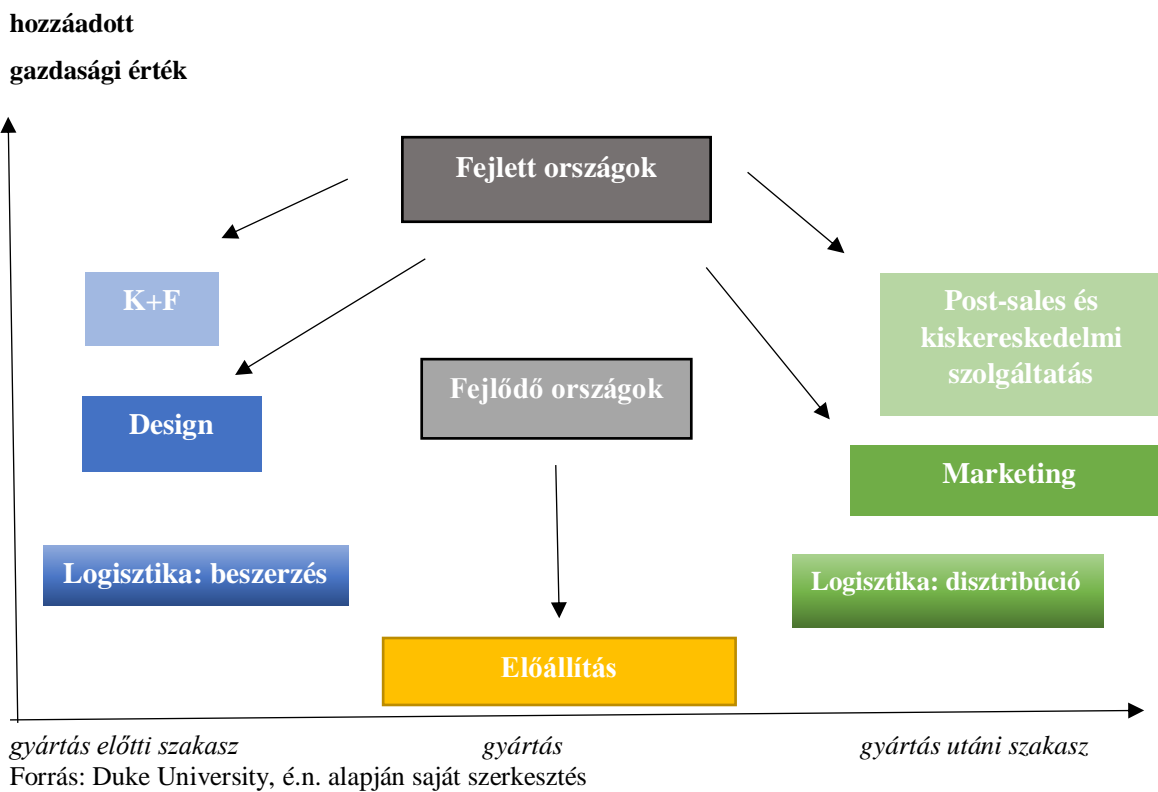 hozzáadott
gazdasági érték
Fejlett országok
K+F
Post-sales és
kiskereskedelmi
szolgáltatás
Fejlődő országok
Design
Marketing
Logisztika: beszerzés
Logisztika: disztribúció
Előállítás
gyártás előtti szakasz
gyártás
gyártás utáni szakasz
Forrás: Duke University, é.n. alapján saját szerkesztés